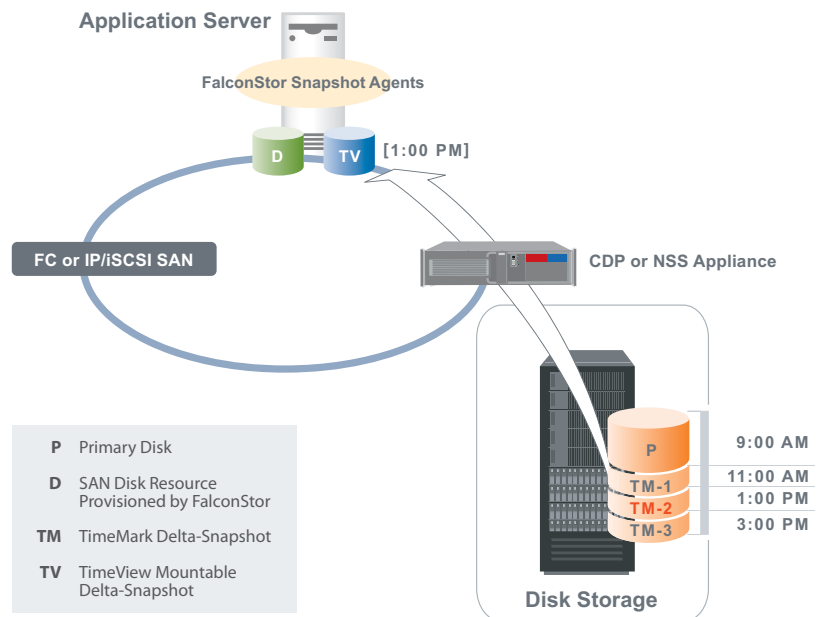 Application Server
FalconStor Snapshot Agents
D
TV
[1:00 PM]
FC or IP/iSCSI SAN
CDP or NSS Appliance
P
9:00 AM
TM-1
11:00 AM
TM-2
1:00 PM
TM-3
3:00 PM
Disk Storage
P Primary Disk
D SAN Disk Resource
Provisioned by FalconStor
TM TimeMark Delta-Snapshot
TV TimeView Mountable
Delta-Snapshot